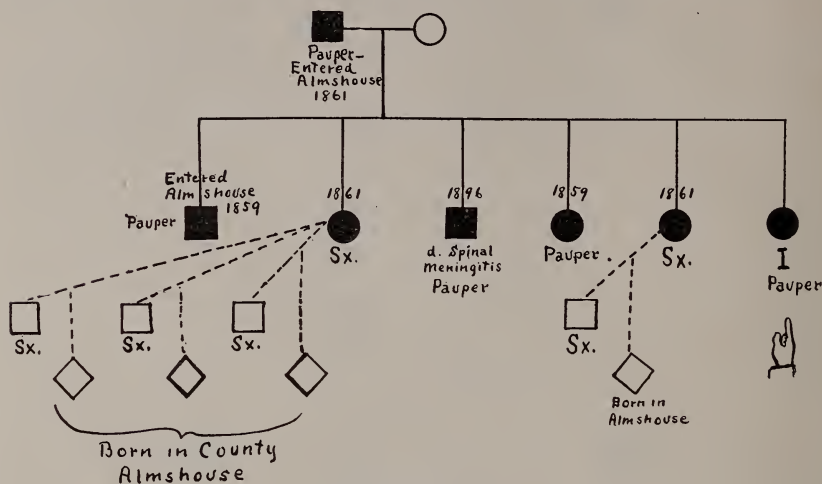 Pauper-
Entered
Almshouse
1861
Entered
Almshouse
1859
Pauper
1861
Sx.
1896
d. Spinal
Meningitis
Pauper
1859
Pauper.
1861
Sx.
I
Pauper
Sx.
Sx.
Sx.
Sx.
Born in
Almshouse
Born in County
Almshouse